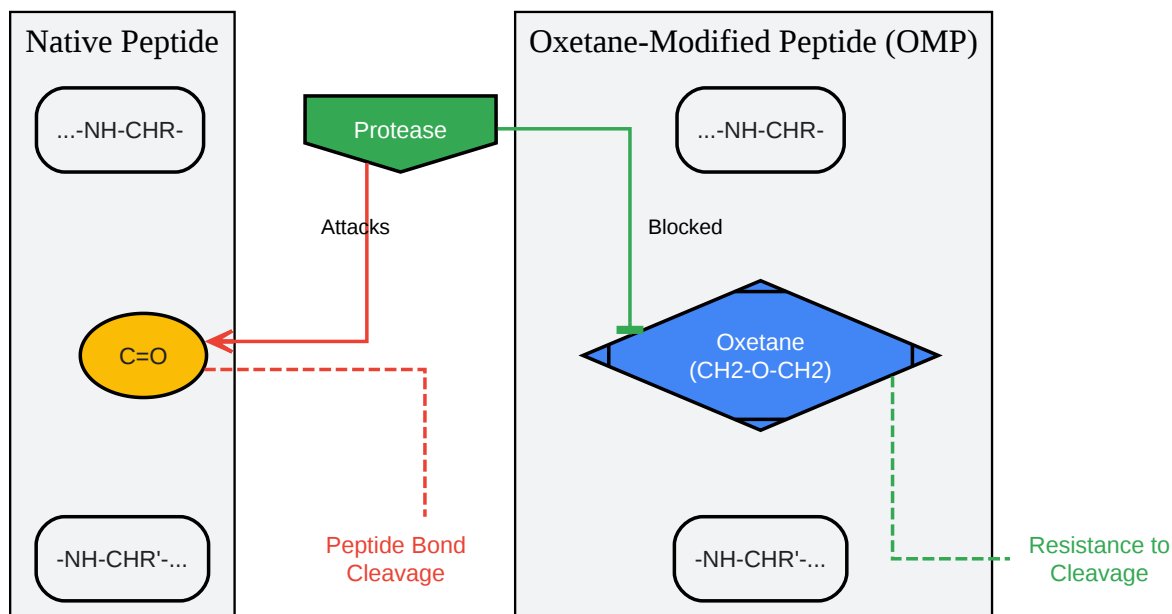 Native Peptide
Oxetane-Modified Peptide (OMP)
...-NH-CHR-
Protease
...-NH-CHR-
Attacks
Blocked
C=O
Oxetane
(CH2-O-CH2)
-NH-CHR'-...
Peptide Bond
Cleavage
-NH-CHR'-...
Resistance to
Cleavage